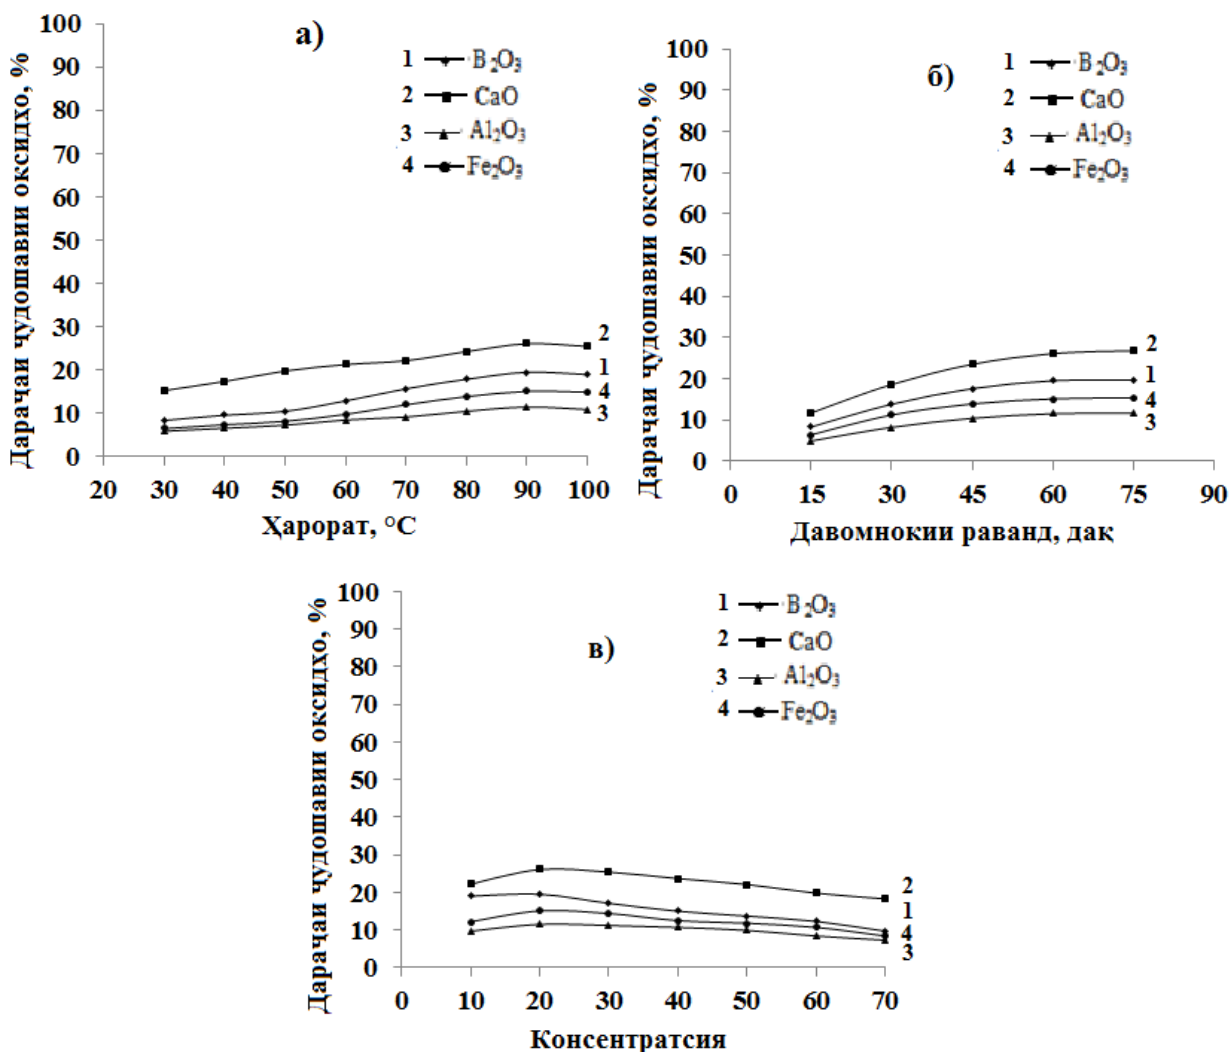 а)
Дараҷаи ҷудошавии оксидҳо, %
100
90
80
70
60
50
40
30
20
10
0
1 B₂O₃
2 CaO
3 Al₂O₃
4 Fe₂O₃
2
1
4
3
20 30 40 50 60 70 80 90 100
Ҳарорат, °C
б)
Дараҷаи ҷудошавии оксидҳо, %
100
90
80
70
60
50
40
30
20
10
0
1 B₂O₃
2 CaO
3 Al₂O₃
4 Fe₂O₃
2
1
4
3
0 15 30 45 60 75 90
Давомнокии раванд, дақ
в)
Дараҷаи ҷудошавии оксидҳо, %
100
90
80
70
60
50
40
30
20
10
0
1 B₂O₃
2 CaO
3 Al₂O₃
4 Fe₂O₃
2
1
4
3
0 10 20 30 40 50 60 70
Консентратсия